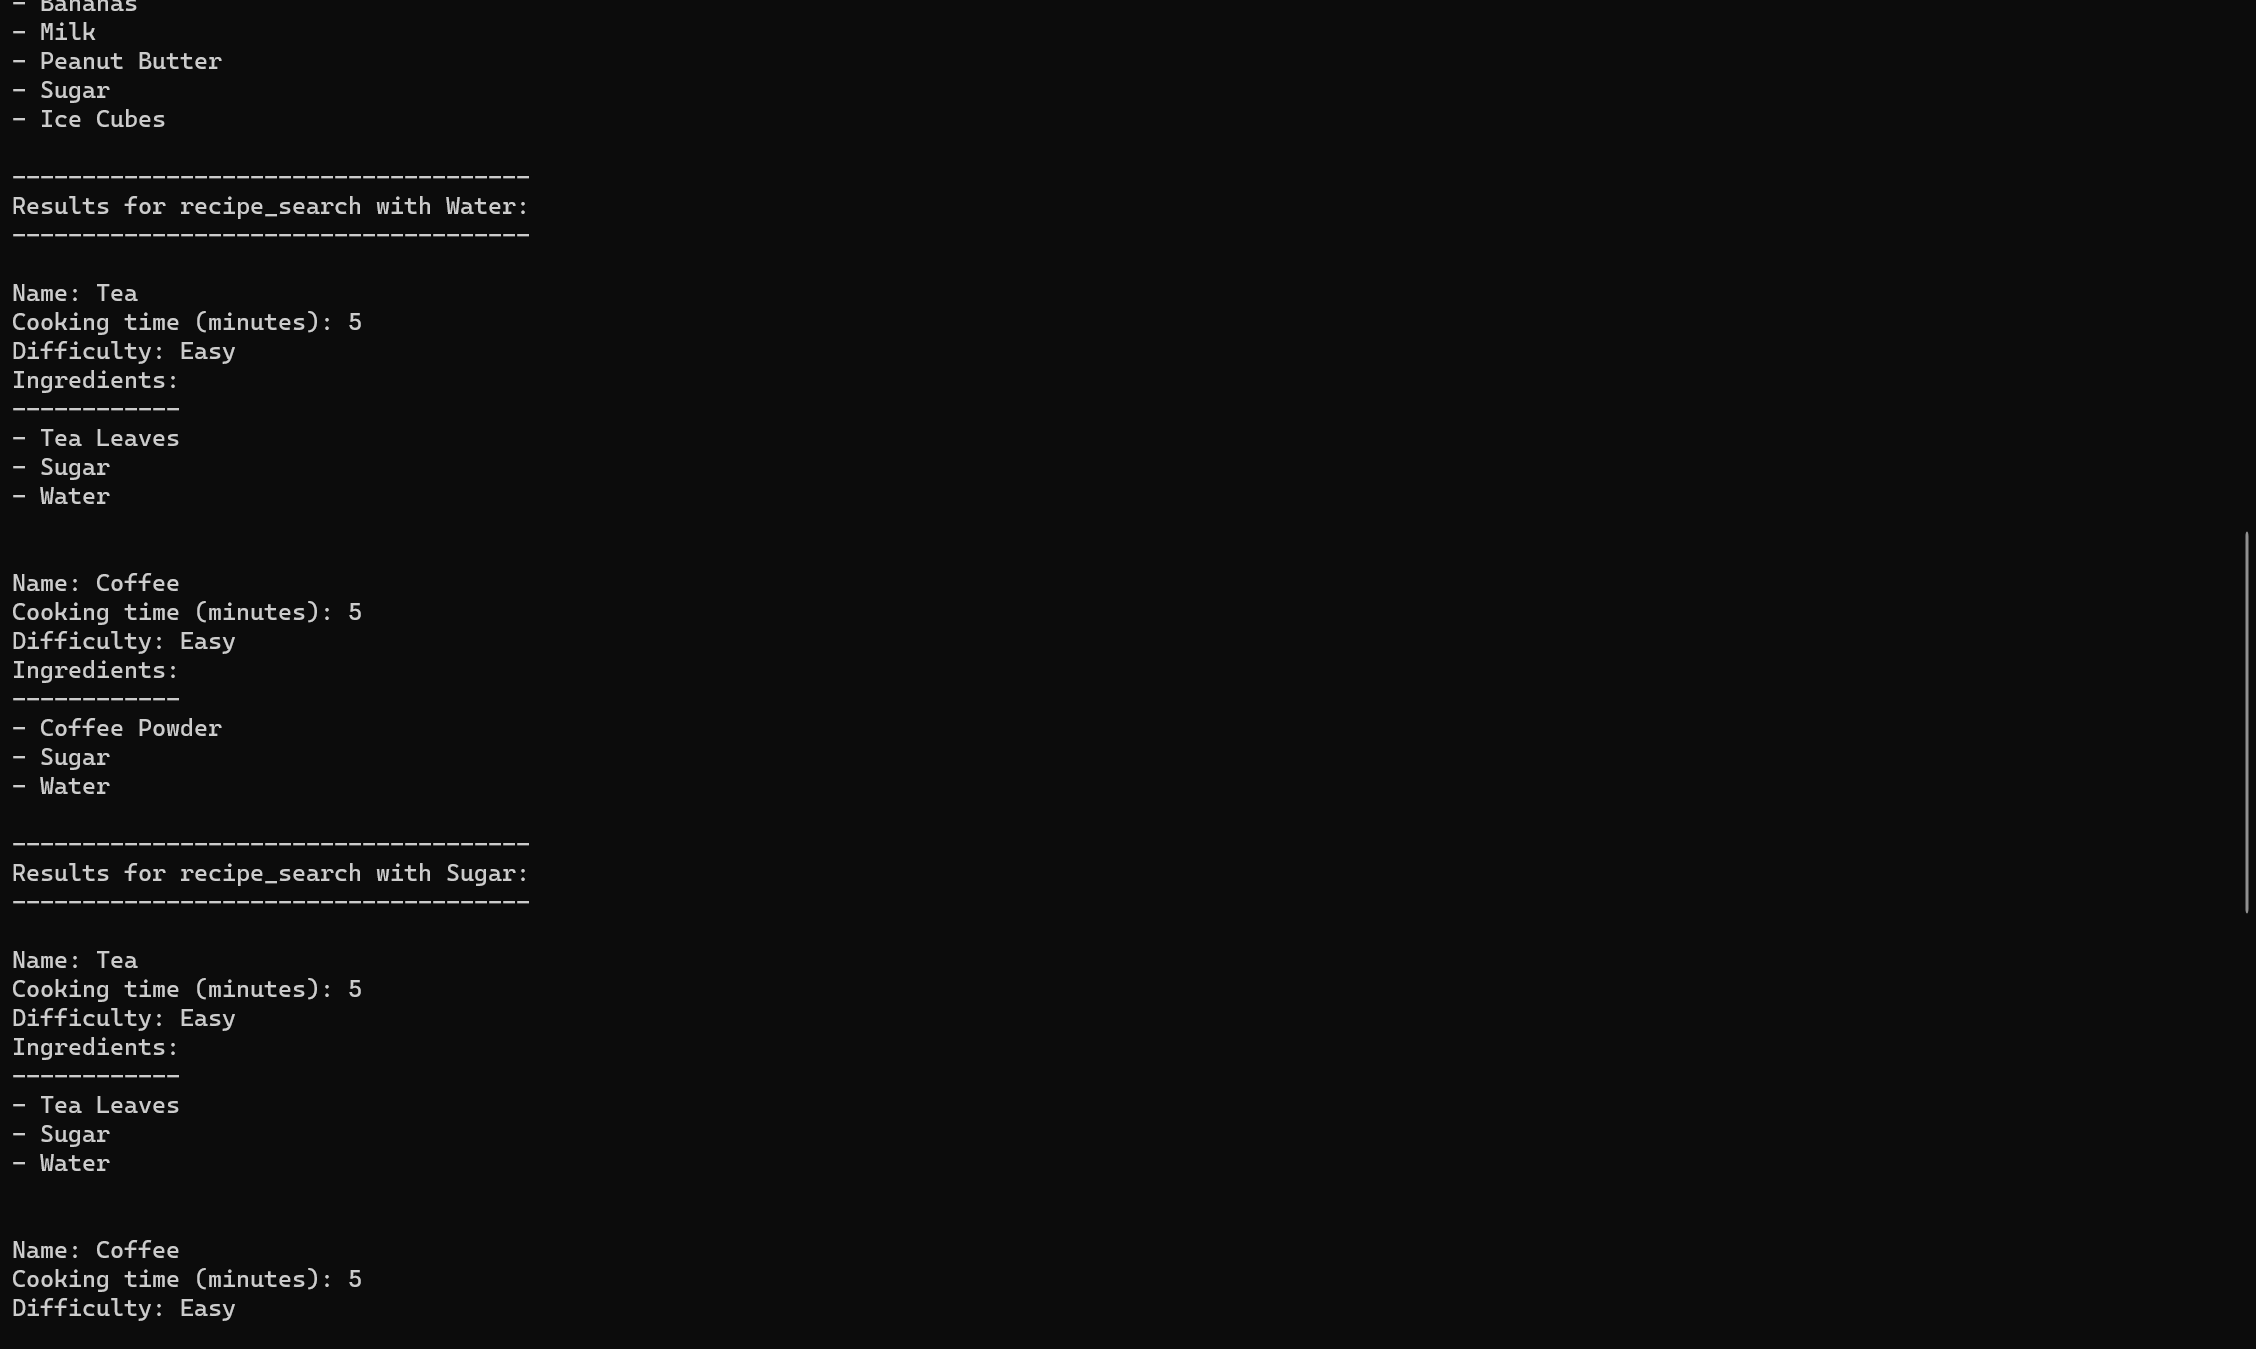 - Bananas
- Milk
- Peanut Butter
- Sugar
- Ice Cubes
-------------------------------------
Results for recipe_search with Water:
-------------------------------------
Name: Tea
Cooking time (minutes): 5
Difficulty: Easy
Ingredients:
------------
- Tea Leaves
- Sugar
- Water
Name: Coffee
Cooking time (minutes): 5
Difficulty: Easy
Ingredients:
------------
- Coffee Powder
- Sugar
- Water
-------------------------------------
Results for recipe_search with Sugar:
-------------------------------------
Name: Tea
Cooking time (minutes): 5
Difficulty: Easy
Ingredients:
------------
- Tea Leaves
- Sugar
- Water
Name: Coffee
Cooking time (minutes): 5
Difficulty: Easy